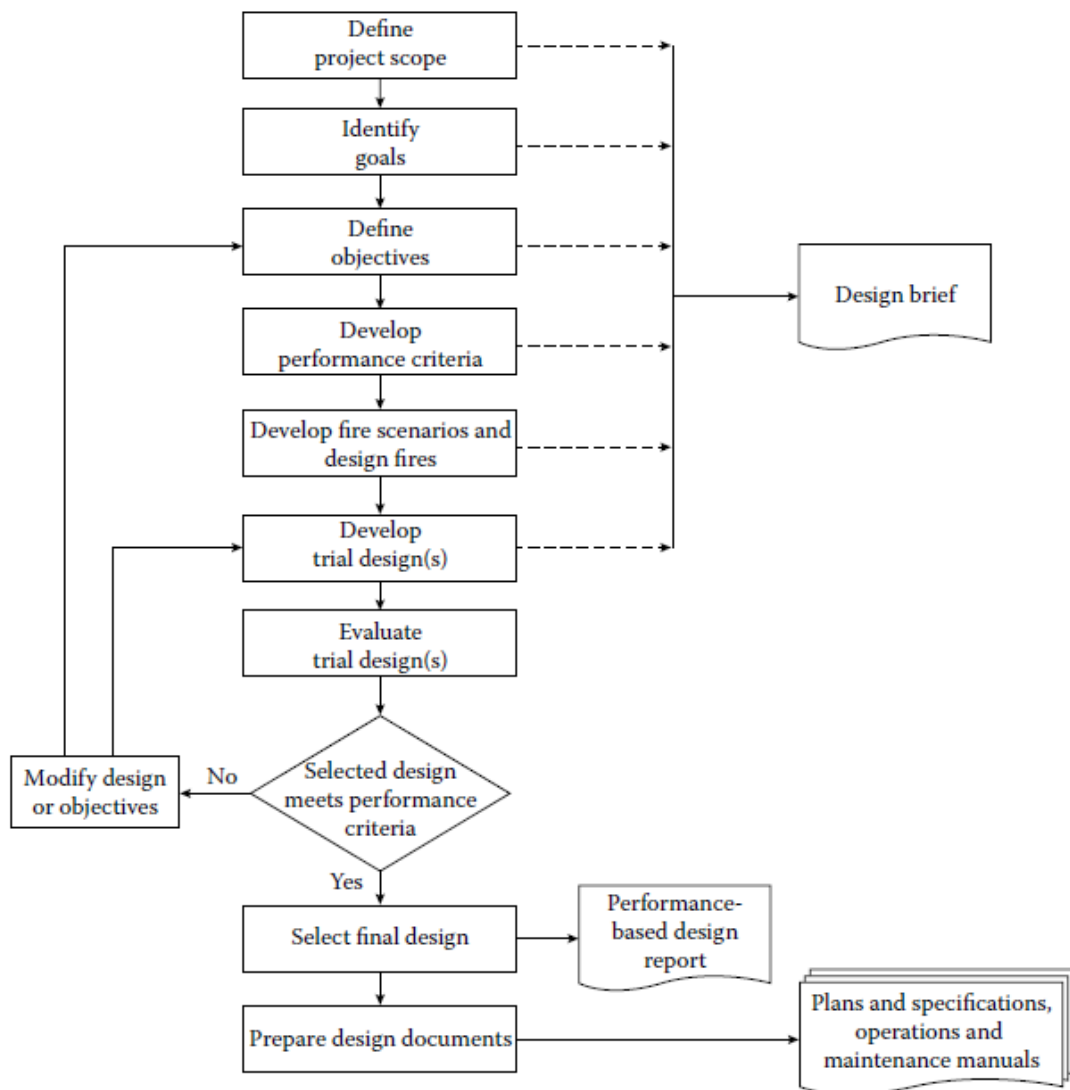 Define
project scope
Identify
goals
Define
objectives
Design brief
Develop
performance criteria
Develop fire scenarios and
design fires
Develop
trial design(s)
Evaluate
trial design(s)
Modify design
or objectives
No
Selected design
meets performance
criteria
Yes
Select final design
Performance-
based design
report
Prepare design documents
Plans and specifications,
operations and
maintenance manuals